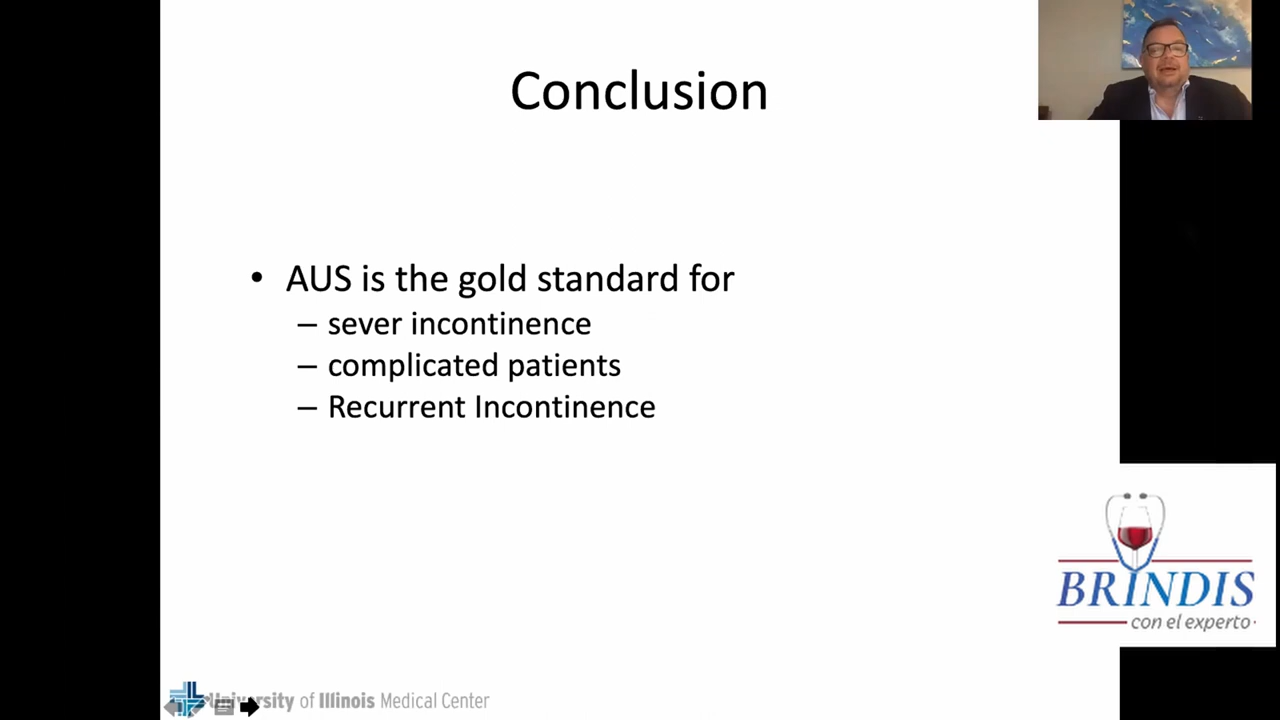 Conclusion
• AUS is the gold standard for
– sever incontinence
– complicated patients
– Recurrent Incontinence
BRINDIS
con el experto
University of Illinois Medical Center